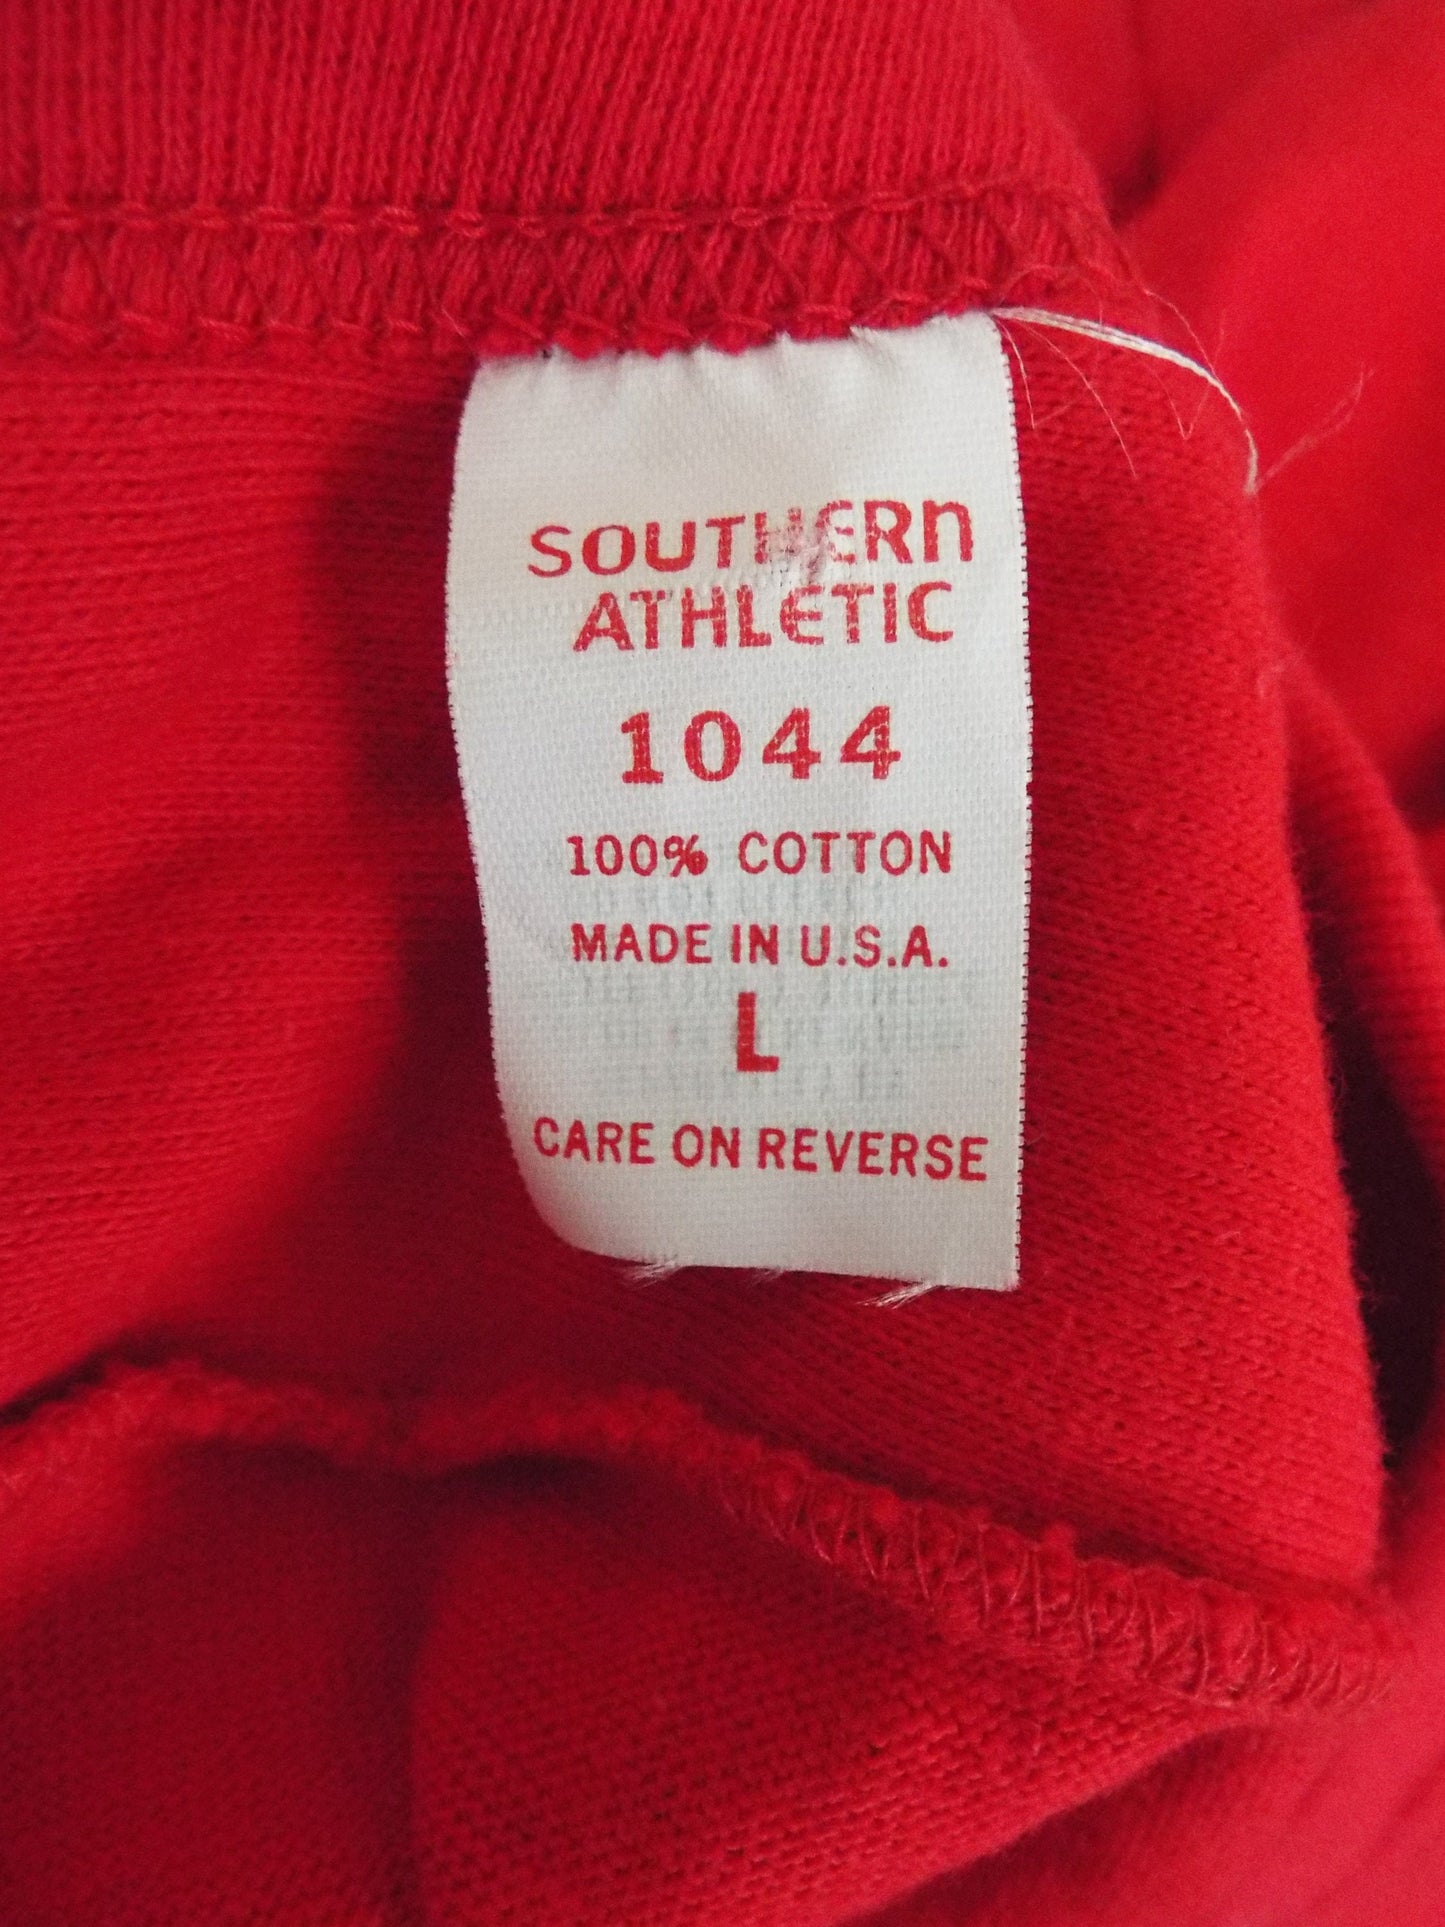 SOUTHERN
ATHLETIC
1044
100% COTTON
MADE IN U.S.A.
L
CARE ON REVERSE